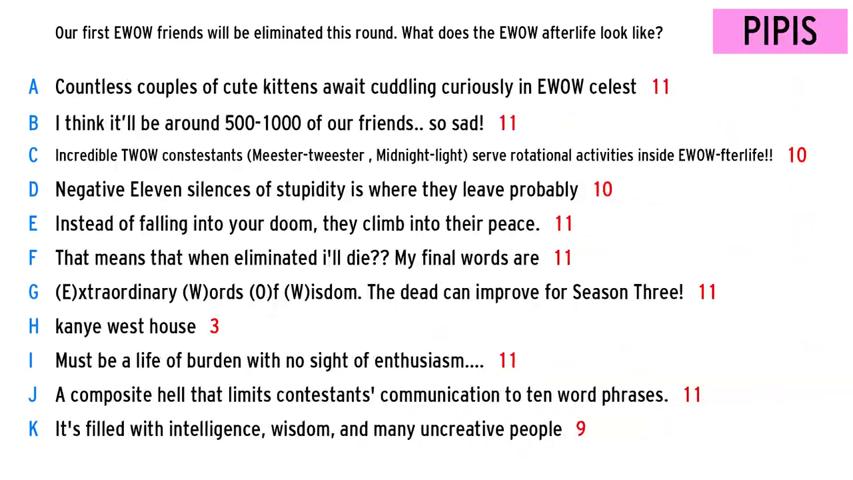 Our first EWOW friends will be eliminated this round. What does the EWOW afterlife look like?
PIPIS
A Countless couples of cute kittens await cuddling curiously in EWOW celest 11
B I think it'll be around 500-1000 of our friends.. so sad! 11
C Incredible TWOW constestants (Meester-tweester , Midnight-light) serve rotational activities inside EWOW-fterlife!! 10
D Negative Eleven silences of stupidity is where they leave probably 10
E Instead of falling into your doom, they climb into their peace. 11
F That means that when eliminated i'll die?? My final words are 11
G (E)xtraordinary (W)ords (O)f (W)isdom. The dead can improve for Season Three! 11
H kanye west house 3
I Must be a life of burden with no sight of enthusiasm.... 11
J A composite hell that limits contestants' communication to ten word phrases. 11
K It's filled with intelligence, wisdom, and many uncreative people 9